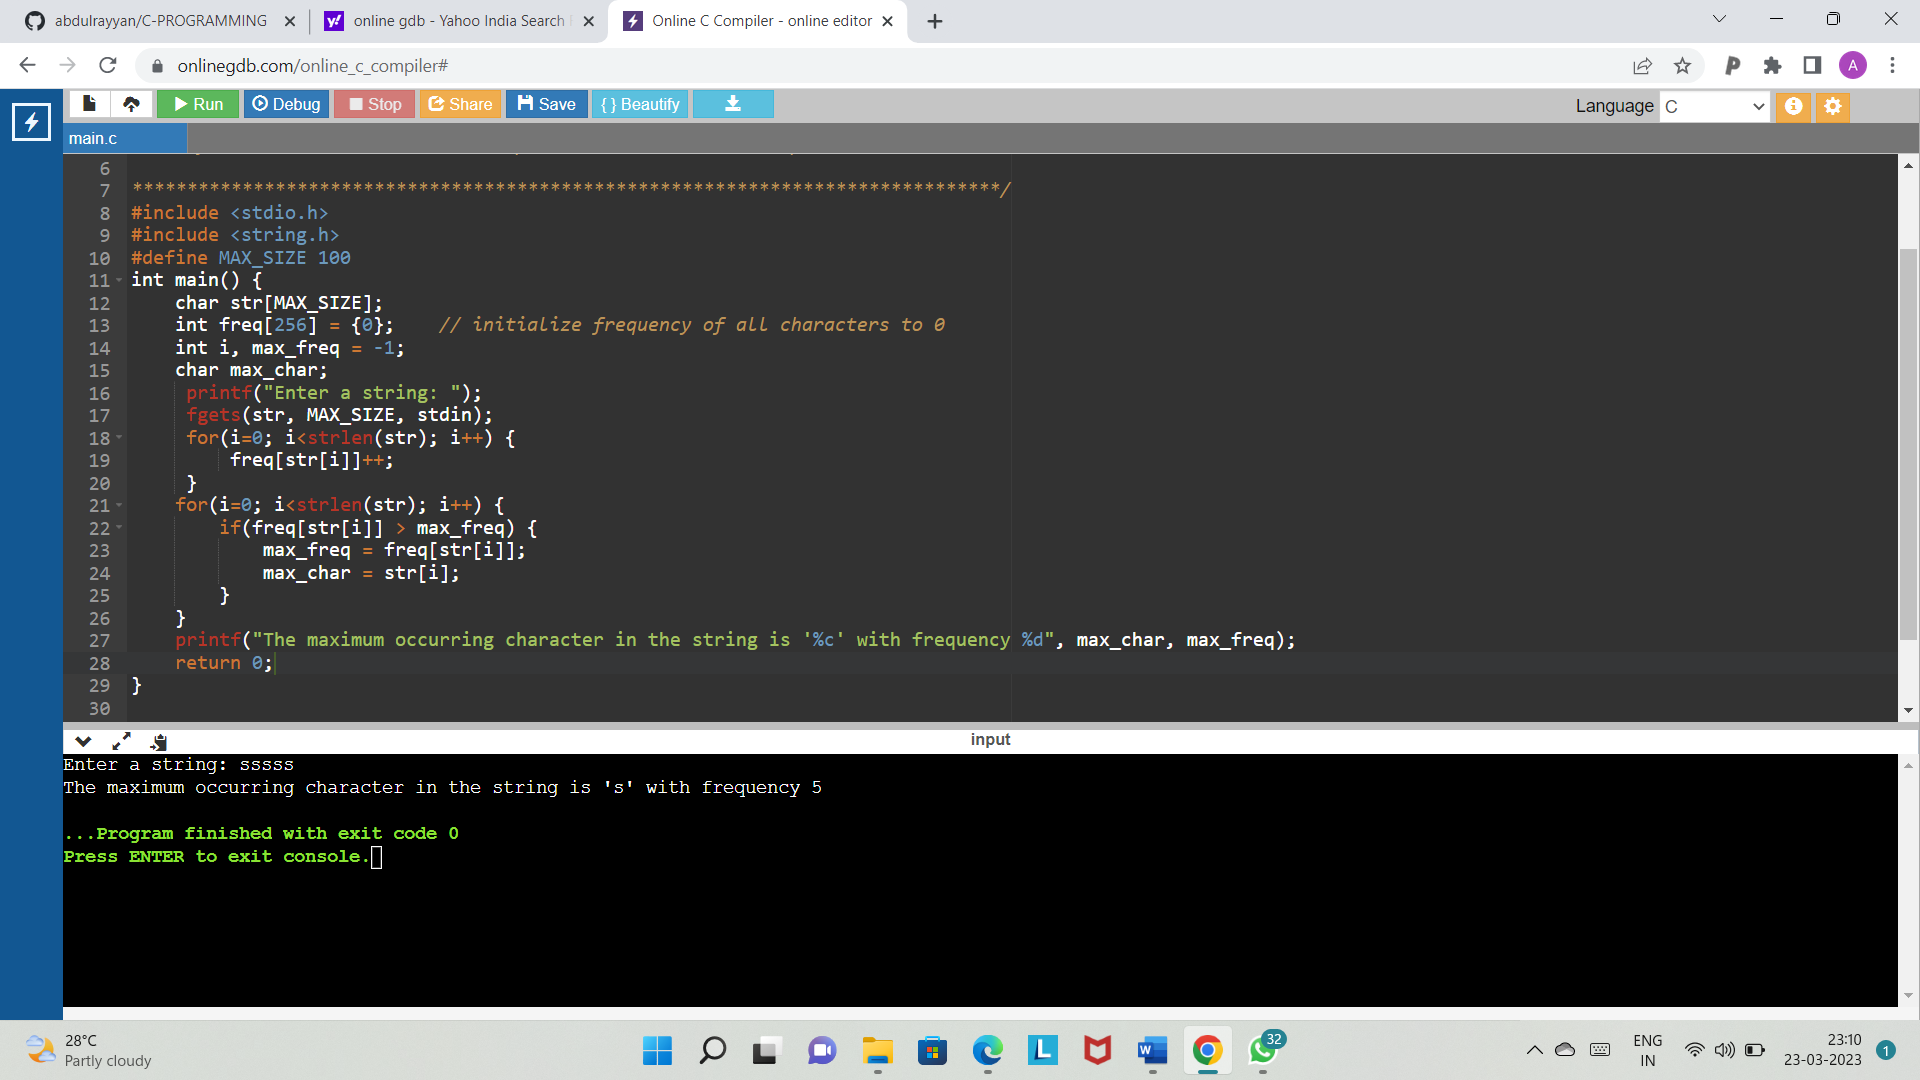 abdulrayyan/C-PROGRAMMING
online gdb - Yahoo India Search
Online C Compiler - online editor
onlinegdb.com/online_c_compiler#
A
Run
Debug
Stop
Share
Save
{ } Beautify
Language
C
main.c
6
7 *******************************************************************************/
8 #include <stdio.h>
9 #include <string.h>
10 #define MAX_SIZE 100
11 int main() {
12 char str[MAX_SIZE];
13 int freq[256] = {0};    // initialize frequency of all characters to 0
14 int i, max_freq = -1;
15 char max_char;
16 printf("Enter a string: ");
17 fgets(str, MAX_SIZE, stdin);
18 for(i=0; i<strlen(str); i++) {
19 freq[str[i]]++;
20 }
21 for(i=0; i<strlen(str); i++) {
22 if(freq[str[i]] > max_freq) {
23 max_freq = freq[str[i]];
24 max_char = str[i];
25 }
26 }
27 printf("The maximum occurring character in the string is '%c' with frequency %d", max_char, max_freq);
28 return 0;
29 }
30
input
Enter a string: sssss
The maximum occurring character in the string is 's' with frequency 5
...Program finished with exit code 0
Press ENTER to exit console.
28°C
Partly cloudy
32
ENG
IN
23:10
23-03-2023
1